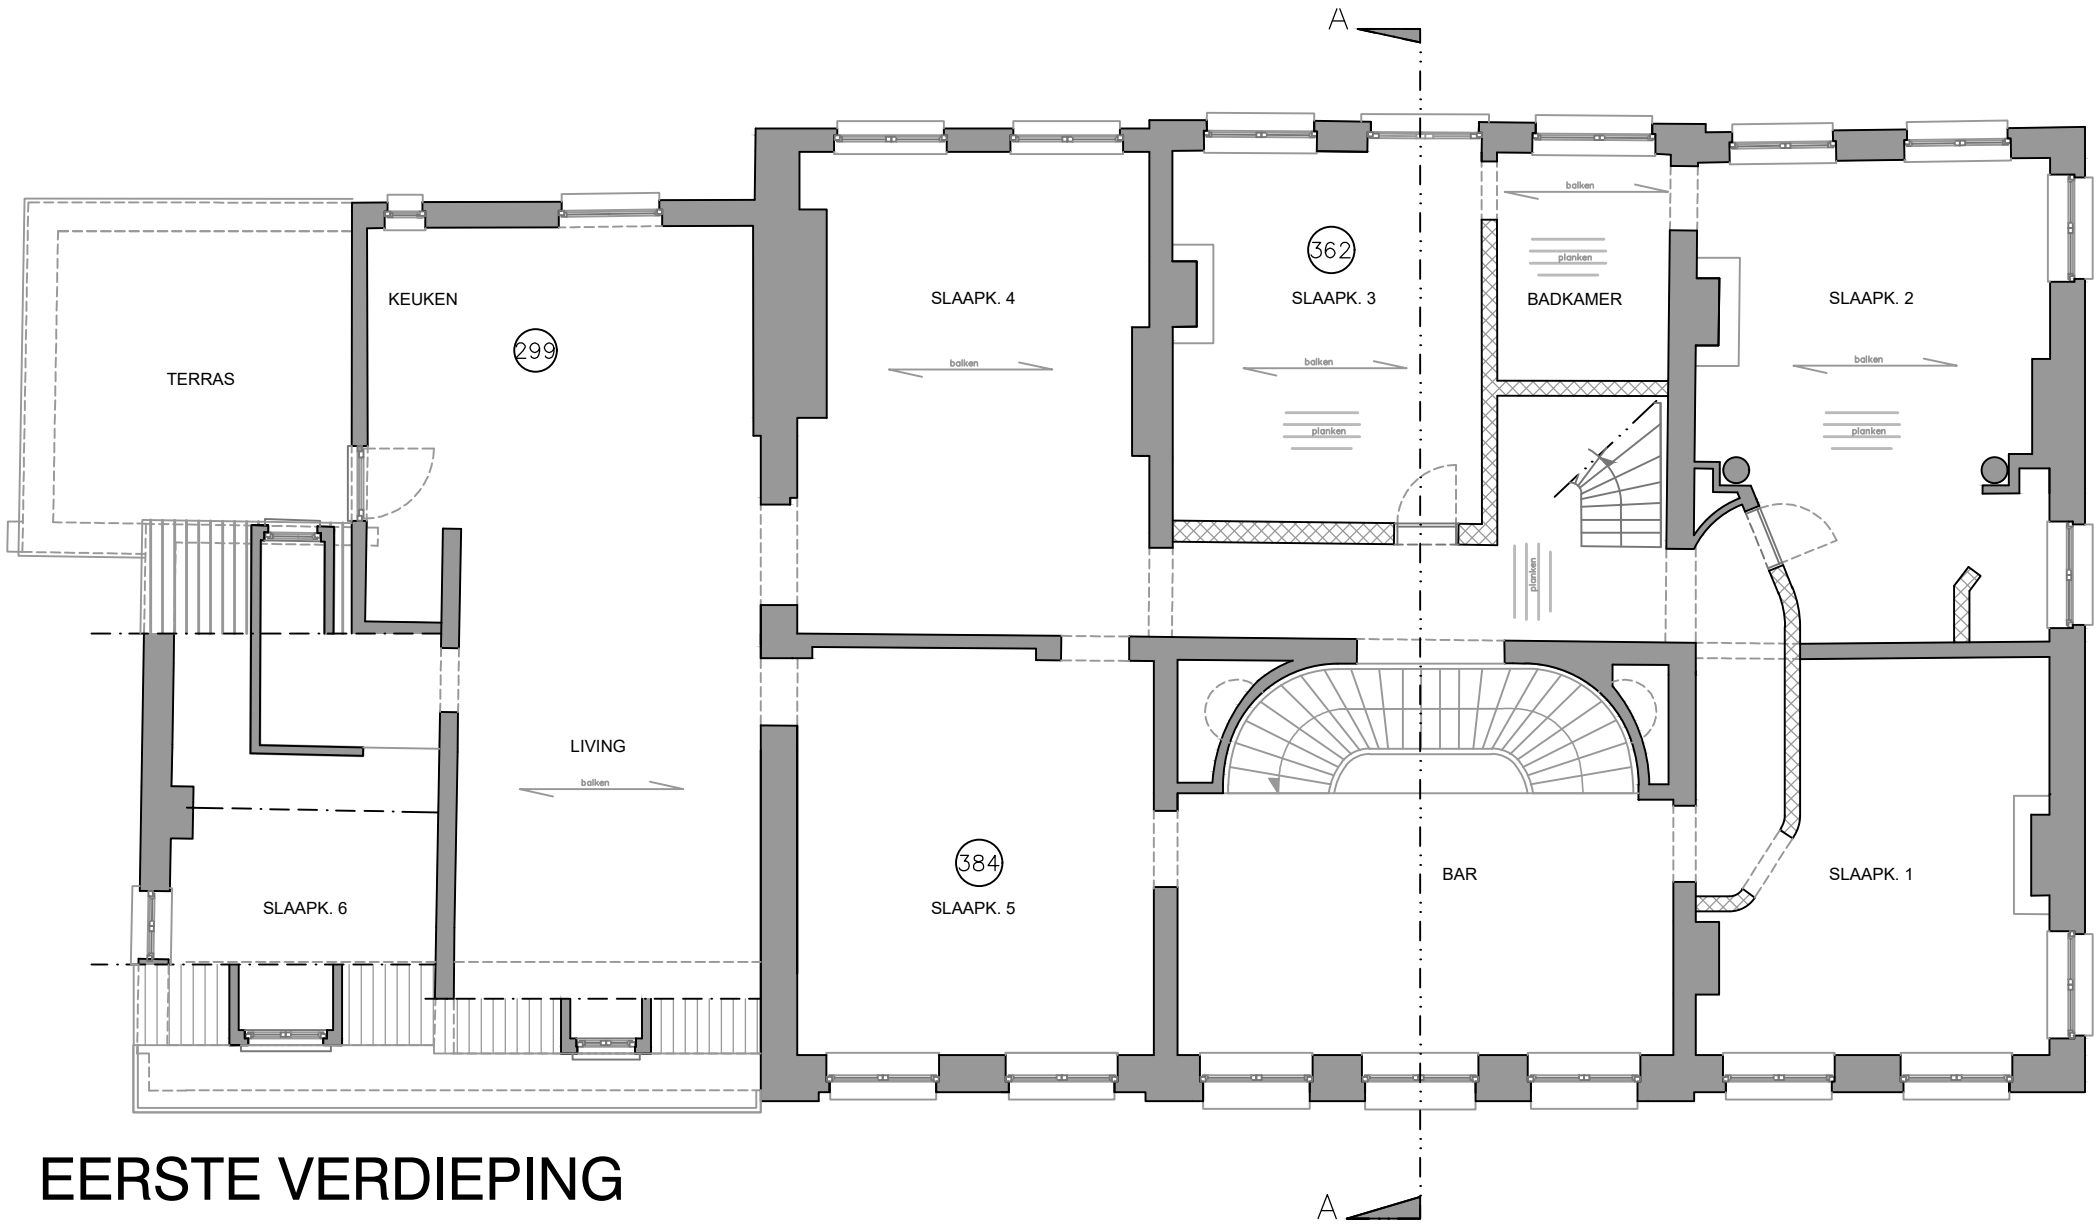 A
balken
362
planken
KEUKEN
SLAAPK. 4
SLAAPK. 3
BADKAMER
SLAAPK. 2
299
balken
balken
balken
TERRAS
planken
planken
planken
LIVING
balken
384
BAR
SLAAPK. 1
SLAAPK. 6
SLAAPK. 5
EERSTE VERDIEPING
A